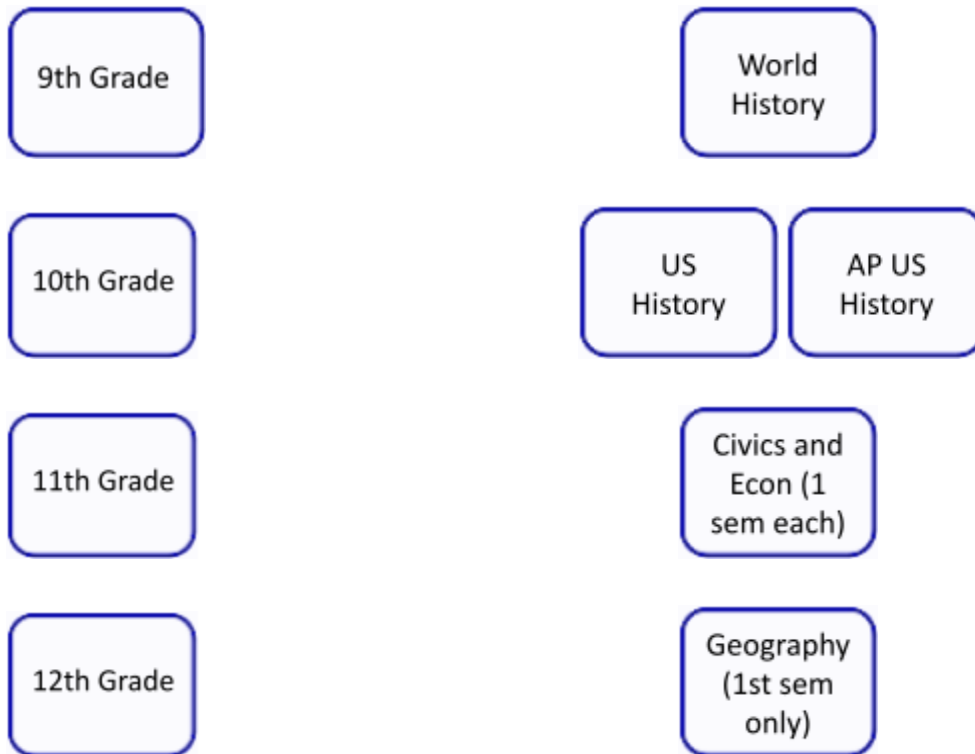 9th Grade
World
History
10th Grade
US
History
AP US
History
11th Grade
Civics and
Econ (1
sem each)
12th Grade
Geography
(1st sem
only)